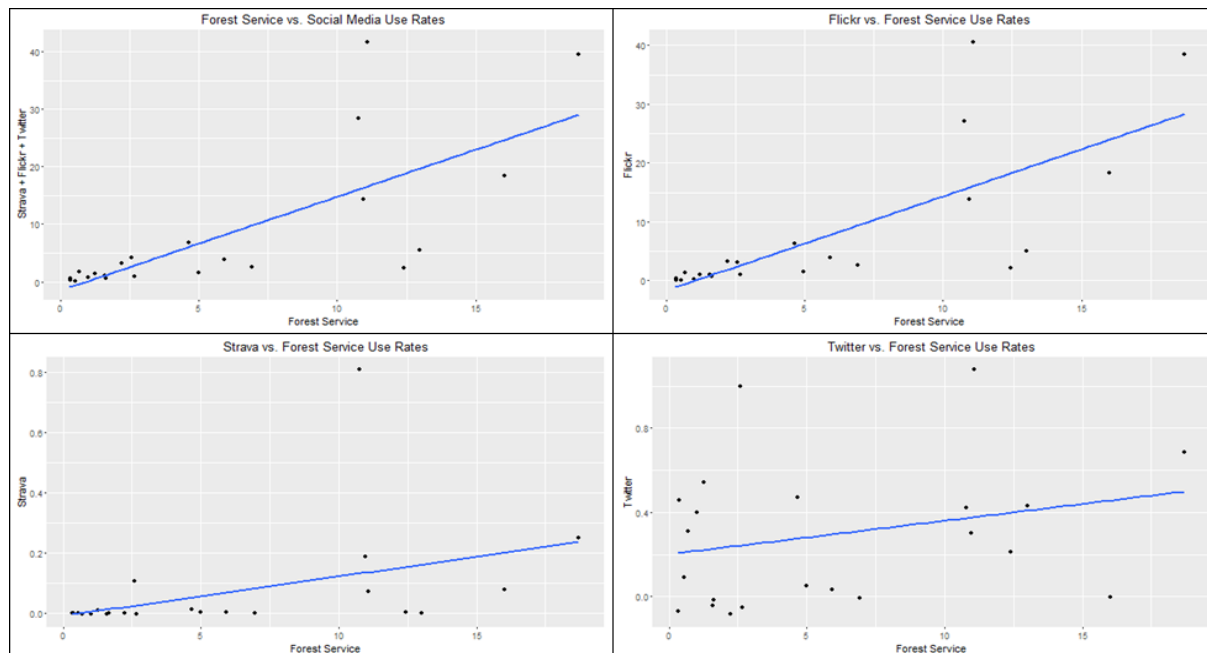 Forest Service vs. Social Media Use Rates
Strava + Flickr + Twitter
40
30
20
10
0
0 5 10 15
Forest Service
Flickr vs. Forest Service Use Rates
Flickr
40
30
20
10
0
0 5 10 15
Forest Service
Strava vs. Forest Service Use Rates
Strava
0.8
0.6
0.4
0.2
0.0
0 5 10 15
Forest Service
Twitter vs. Forest Service Use Rates
Twitter
0.8
0.4
0.0
0 5 10 15
Forest Service